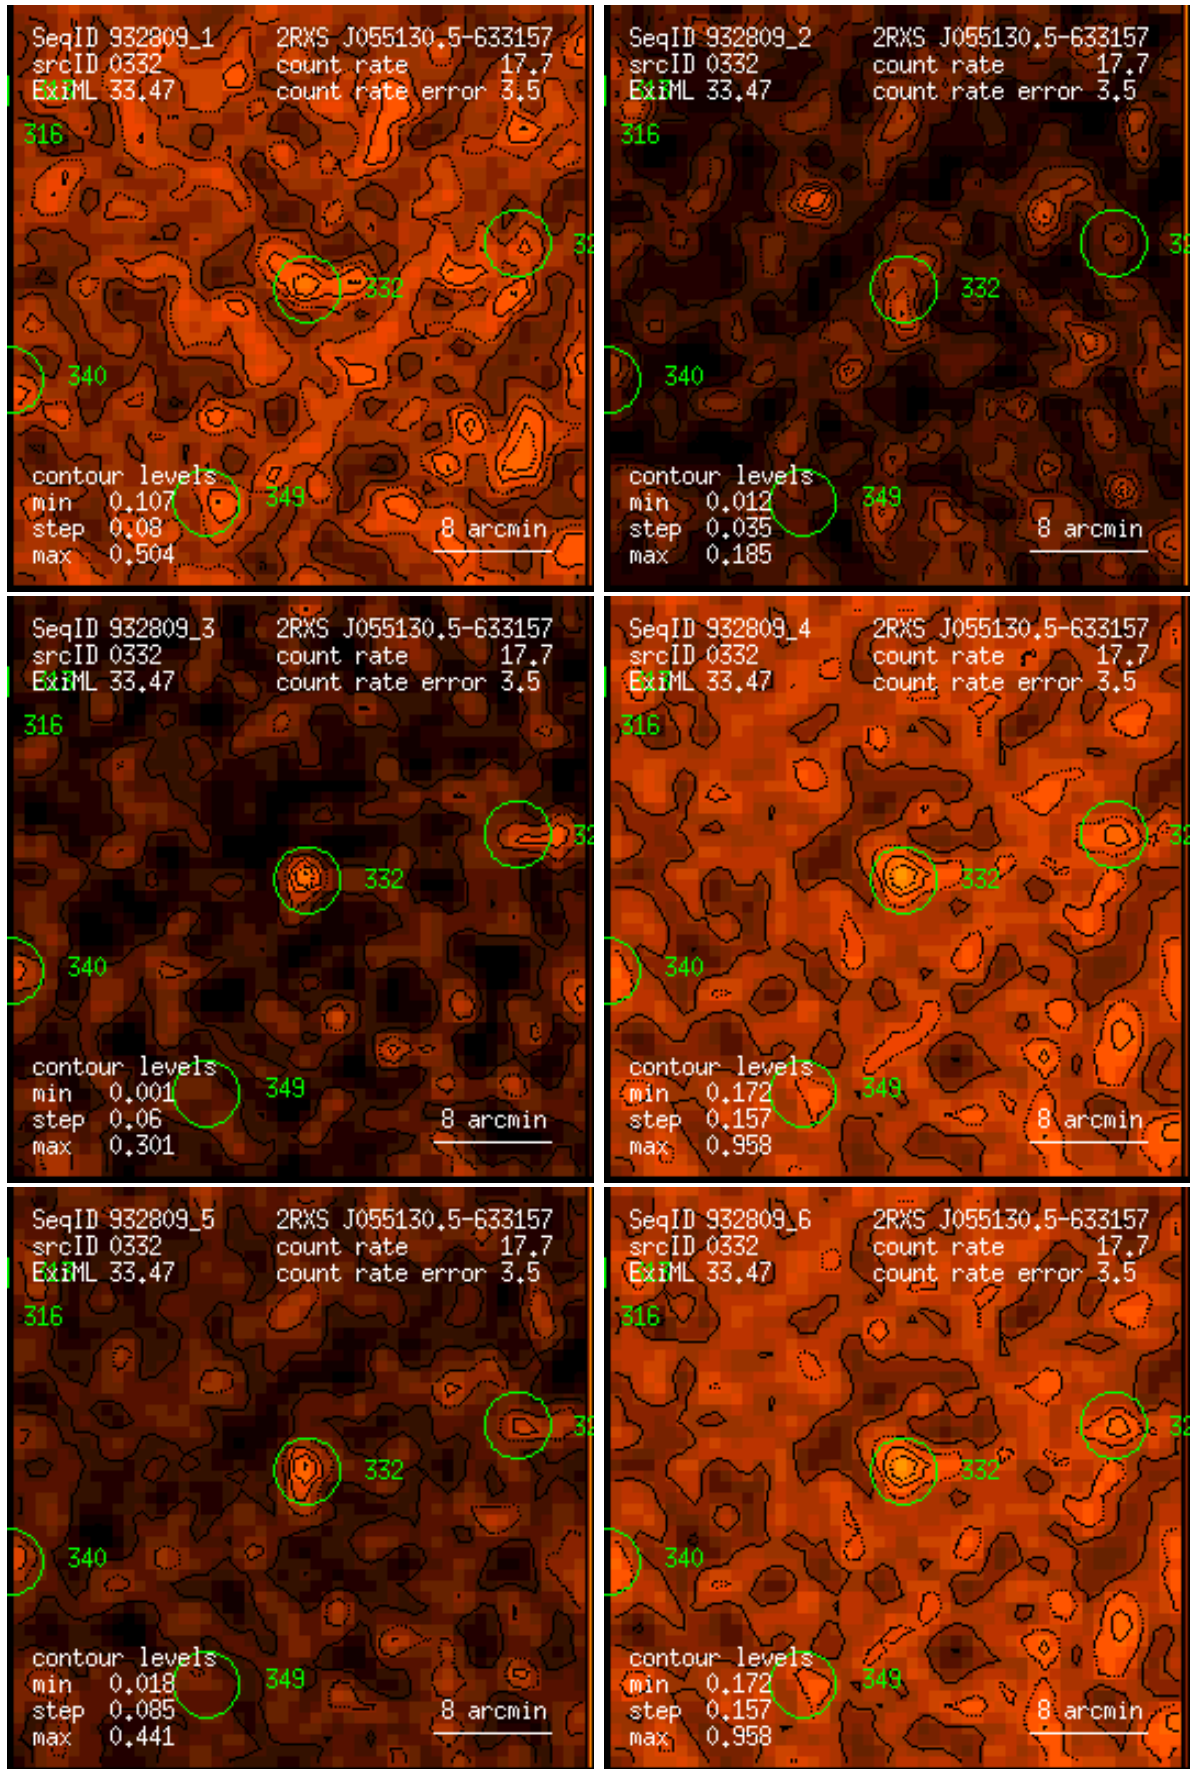 SeqID 932809_1 2RXS J055130.5-633157
srcID 0332 count rate 17.7
ExiML 33.47 count rate error 3.5
316
32
332
340
contour levels
min 0.107 349
step 0.08 8 arcmin
max 0.504
SeqID 932809_2 2RXS J055130.5-633157
srcID 0332 count rate 17.7
ExiML 33.47 count rate error 3.5
316
32
332
340
contour levels
min 0.012 349
step 0.035 8 arcmin
max 0.185
SeqID 932809_3 2RXS J055130.5-633157
srcID 0332 count rate 17.7
ExiML 33.47 count rate error 3.5
316
32
332
340
contour levels
min 0.001 349
step 0.06 8 arcmin
max 0.301
SeqID 932809_4 2RXS J055130.5-633157
srcID 0332 count rate 17.7
ExiML 33.47 count rate error 3.5
316
32
332
340
contour levels
min 0.172 349
step 0.157 8 arcmin
max 0.958
SeqID 932809_5 2RXS J055130.5-633157
srcID 0332 count rate 17.7
ExiML 33.47 count rate error 3.5
316
32
332
340
contour levels
min 0.018 349
step 0.085 8 arcmin
max 0.441
SeqID 932809_6 2RXS J055130.5-633157
srcID 0332 count rate 17.7
ExiML 33.47 count rate error 3.5
316
32
332
340
contour levels
min 0.172 349
step 0.157 8 arcmin
max 0.958